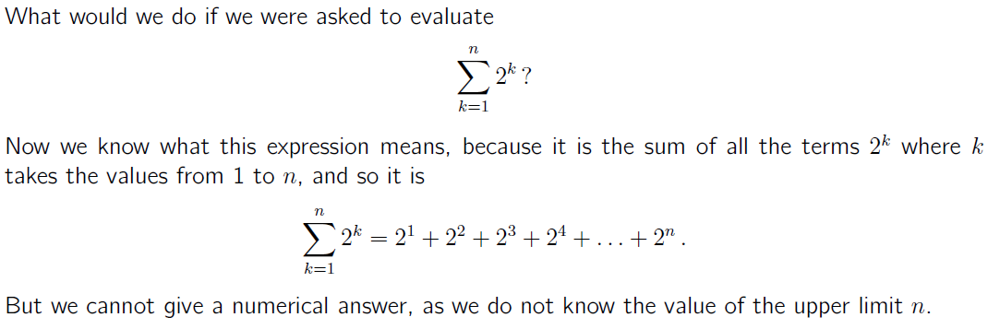 What would we do if we were asked to evaluate
n
∑ 2^k ?
k=1
Now we know what this expression means, because it is the sum of all the terms 2^k where k
takes the values from 1 to n, and so it is
n
∑ 2^k = 2^1 + 2^2 + 2^3 + 2^4 + . . . + 2^n .
k=1
But we cannot give a numerical answer, as we do not know the value of the upper limit n.